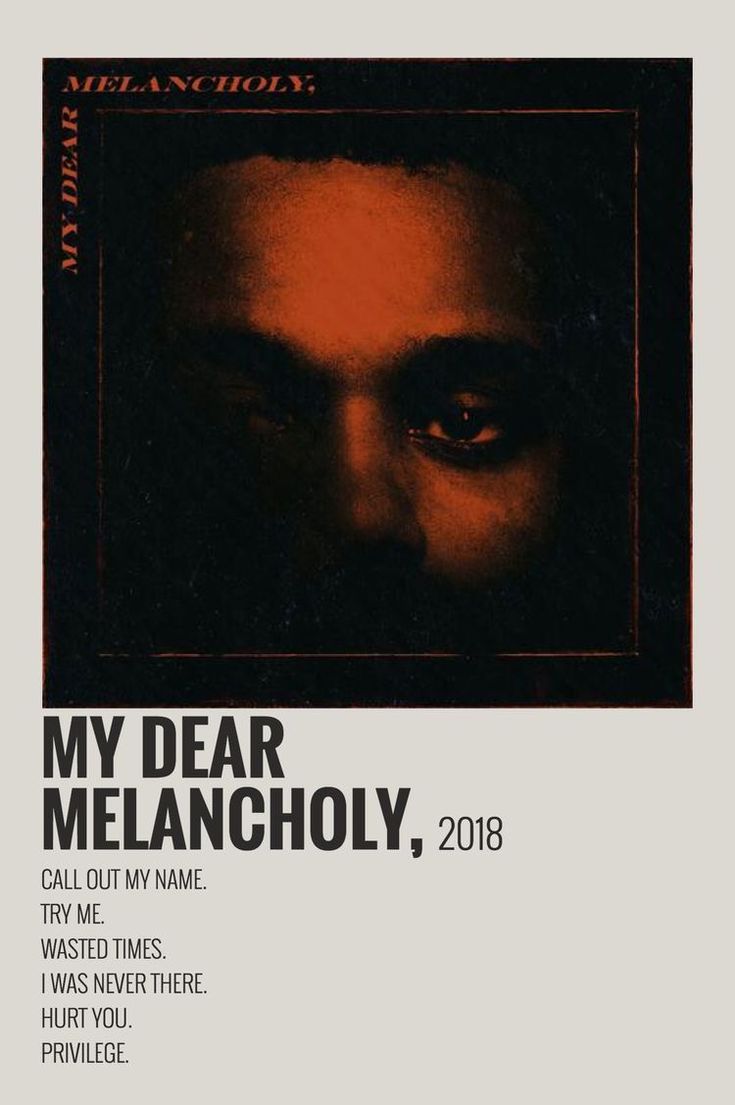 MELANCHOLY,
MY DEAR
MY DEAR
MELANCHOLY, 2018
CALL OUT MY NAME.
TRY ME.
WASTED TIMES.
I WAS NEVER THERE.
HURT YOU.
PRIVILEGE.